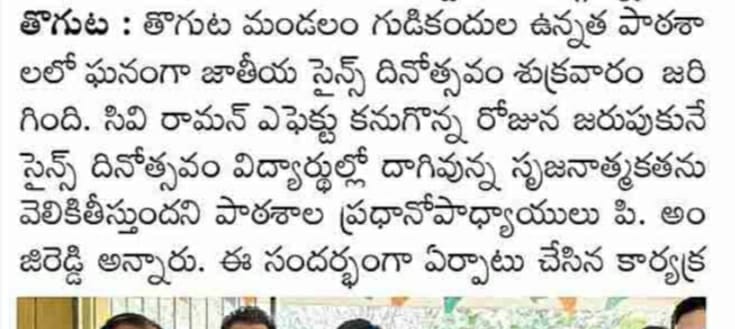 తొగుట : తొగుట మండలం గుడికందుల ఉన్నత పాఠశా
లలో ఘనంగా జాతీయ సైన్స్ దినోత్సవం శుక్రవారం జరి
గింది. సివి రామన్ ఎఫెక్టు కనుగొన్న రోజున జరుపుకునే
సైన్స్ దినోత్సవం విద్యార్థుల్లో దాగివున్న సృజనాత్మకతను
వెలికితీస్తుందని పాఠశాల ప్రధానోపాధ్యాయులు పి. అం
జిరెడ్డి అన్నారు. ఈ సందర్భంగా ఏర్పాటు చేసిన కార్యక్ర